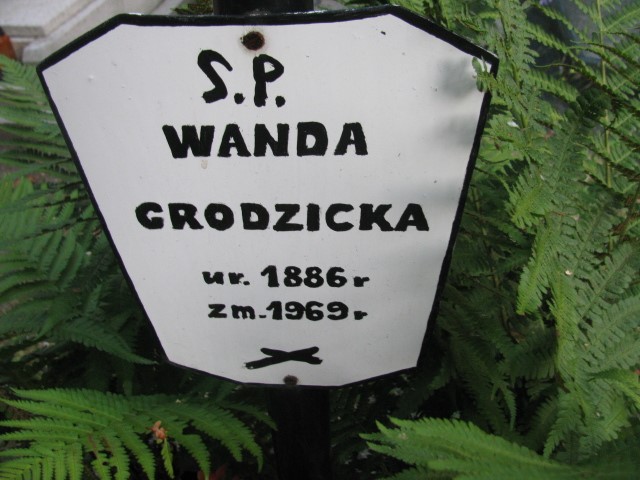 S.P.
WANDA
GRODZICKA
ur. 1886 r
zm. 1969 r